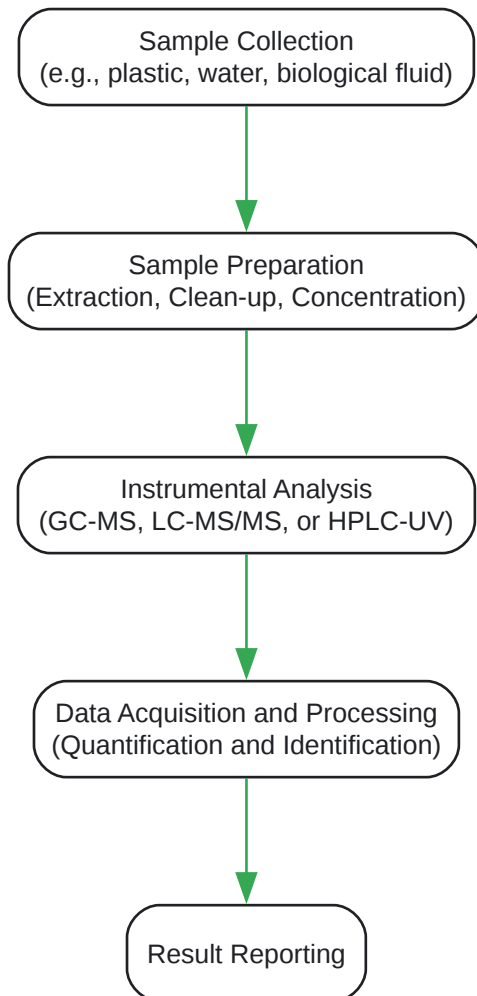 Sample Collection
(e.g., plastic, water, biological fluid)
Sample Preparation
(Extraction, Clean-up, Concentration)
Instrumental Analysis
(GC-MS, LC-MS/MS, or HPLC-UV)
Data Acquisition and Processing
(Quantification and Identification)
Result Reporting